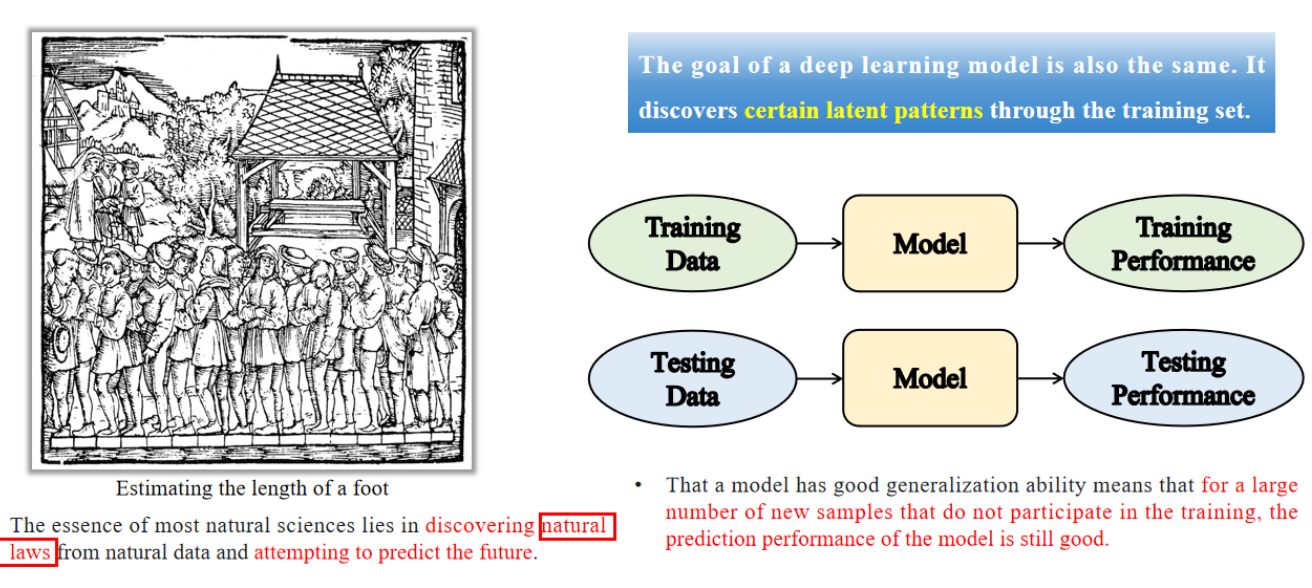 Estimating the length of a foot
The essence of most natural sciences lies in discovering natural
laws from natural data and attempting to predict the future.
The goal of a deep learning model is also the same. It
discovers certain latent patterns through the training set.
Training
Data
Model
Training
Performance
Testing
Data
Model
Testing
Performance
• That a model has good generalization ability means that for a large
number of new samples that do not participate in the training, the
prediction performance of the model is still good.